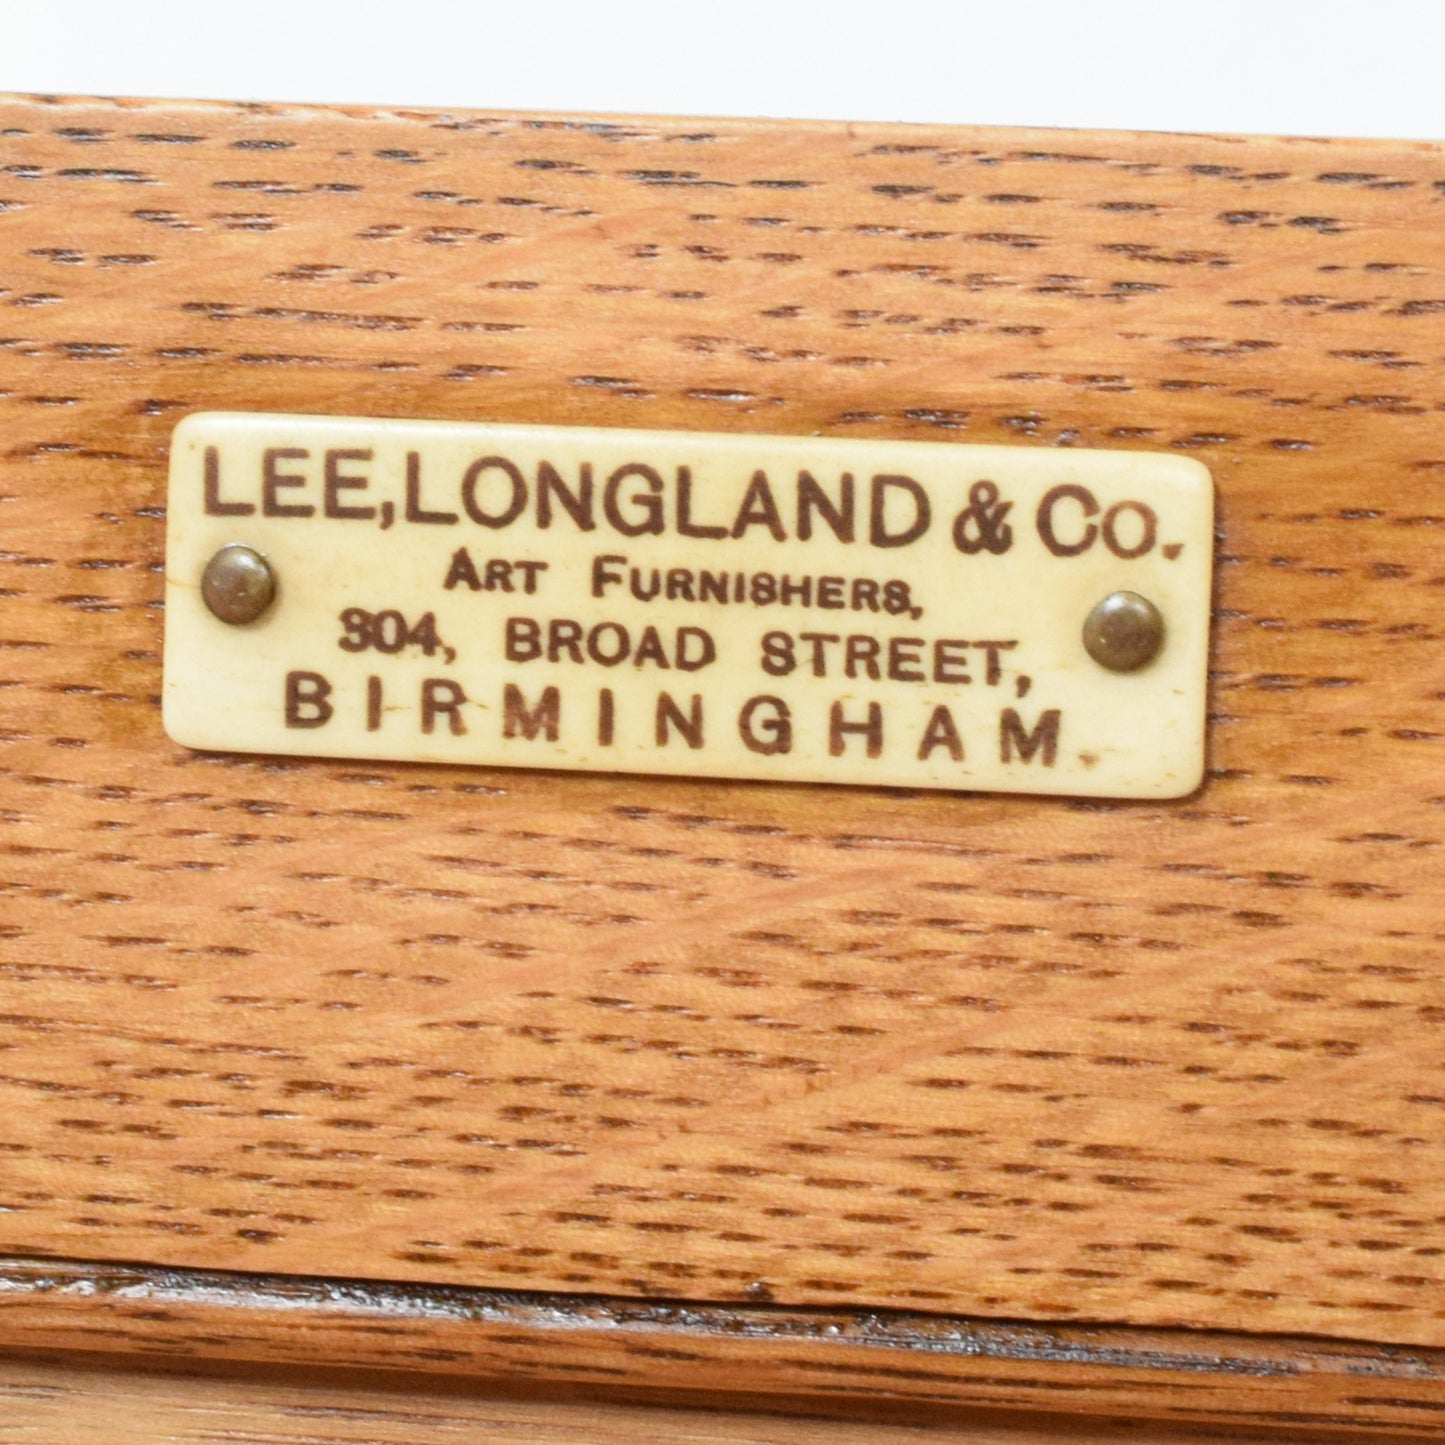 LEE, LONGLAND & Co.
ART FURNISHERS,
304, BROAD STREET,
BIRMINGHAM.